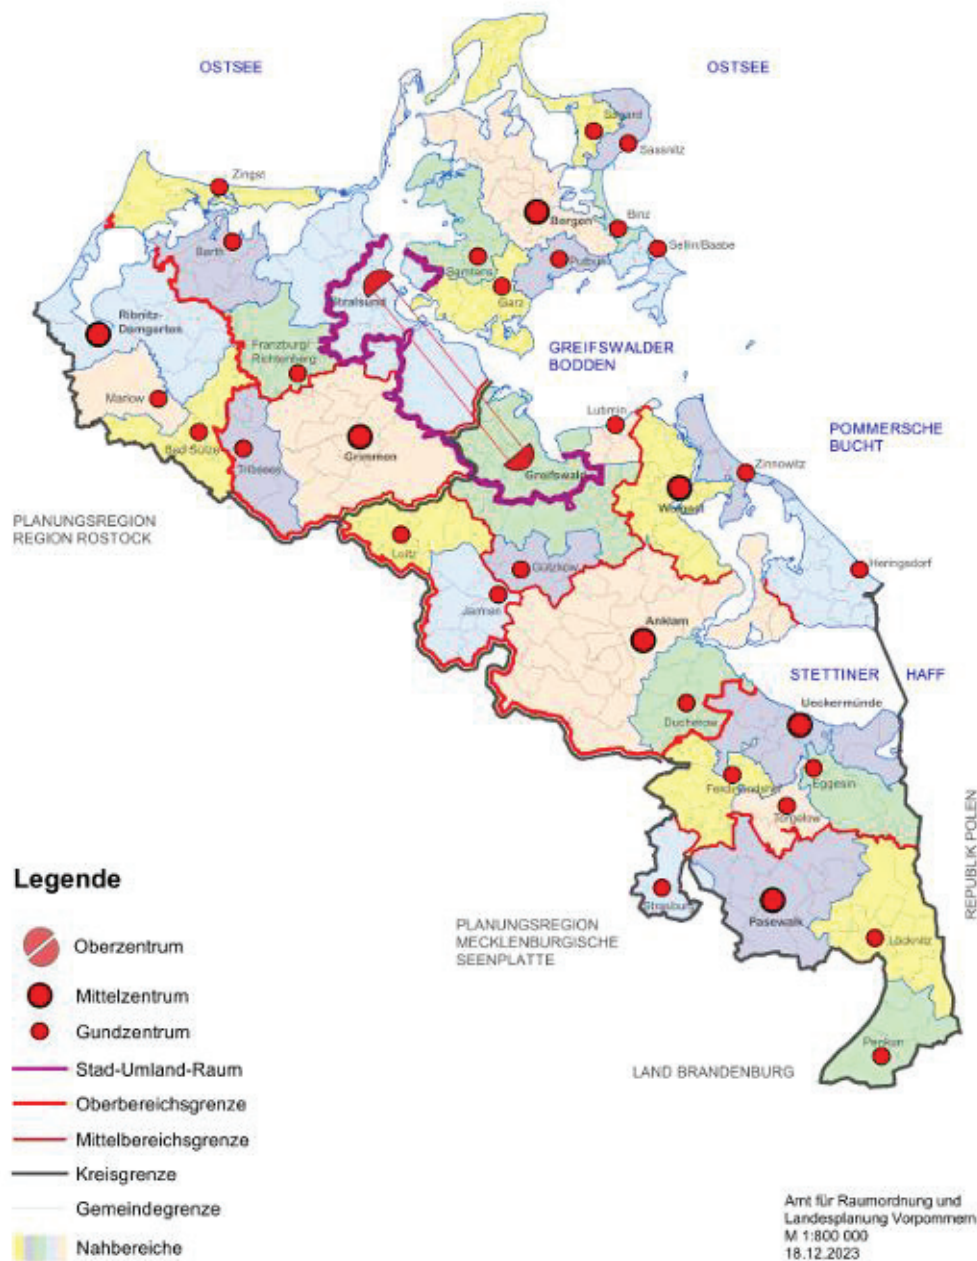 OSTSEE
OSTSEE
Sagard
Sassnitz
Zingst
Bergen
Binz
Barth
Sellin/Baabe
Putbus
Samtens
Garz
Stralsund
Ribnitz-
Damgarten
Franzburg/
Richtenberg
GREIFSWALDER
BODDEN
Marlow
Lubmin
POMMERSCHE
BUCHT
Bad Sülze
Tribsees
Grimmen
Greifswald
Zinnowitz
Wolgast
PLANUNGSREGION
REGION ROSTOCK
Loitz
Gützkow
Heringsdorf
Jarmen
Anklam
STETTINER HAFF
Ueckermünde
Ducherow
Ferdinandshof
Eggesin
Torgelow
REPUBLIK POLEN
Strasburg
Pasewalk
PLANUNGSREGION
MECKLENBURGISCHE
SEENPLATTE
Löcknitz
Penkun
LAND BRANDENBURG
Legende
Oberzentrum
Mittelzentrum
Gundzentrum
Stad-Umland-Raum
Oberbereichsgrenze
Mittelbereichsgrenze
Kreisgrenze
Gemeindegrenze
Nahbereiche
Amt für Raumordnung und
Landesplanung Vorpommern
M 1:800 000
18.12.2023